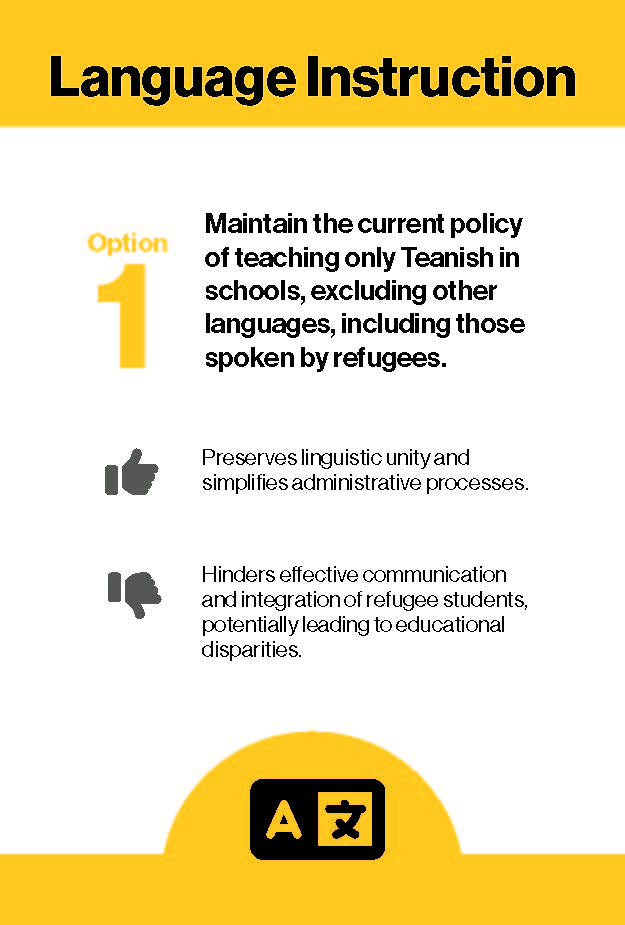 Language Instruction
Option
1
Maintain the current policy
of teaching only Teanish in
schools, excluding other
languages, including those
spoken by refugees.
Preserves linguistic unity and
simplifies administrative processes.
Hinders effective communication
and integration of refugee students,
potentially leading to educational
disparities.
A 文